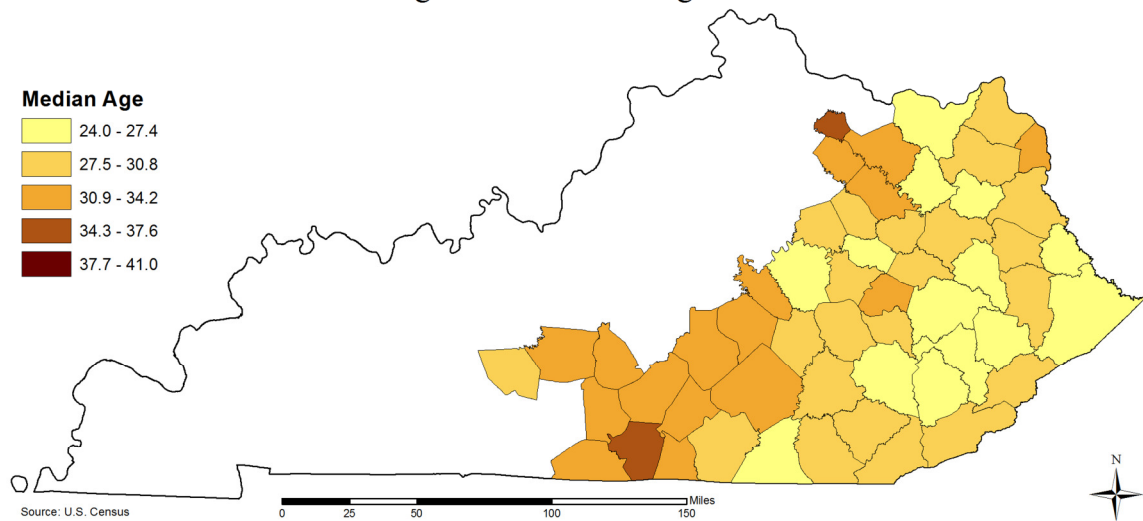 Median Age
24.0 - 27.4
27.5 - 30.8
30.9 - 34.2
34.3 - 37.6
37.7 - 41.0
N
Miles
0 25 50 100 150
Source: U.S. Census